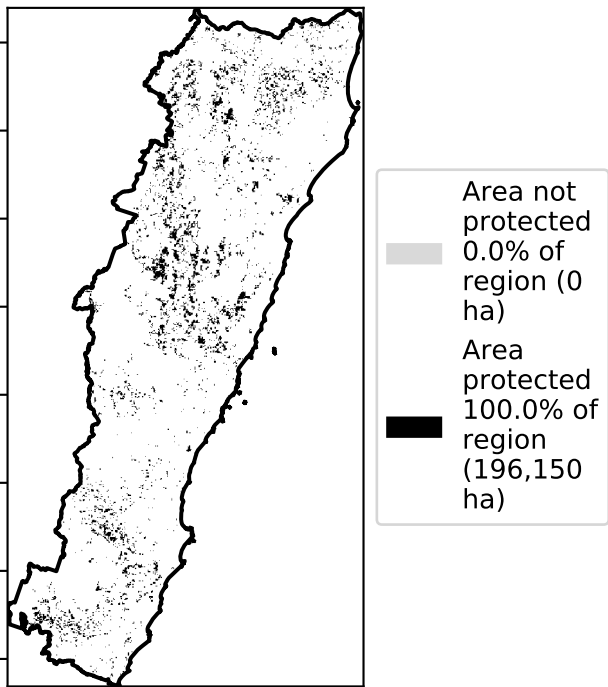 Area not
protected
0.0% of
region (0
ha)
Area
protected
100.0% of
region
(196,150
ha)